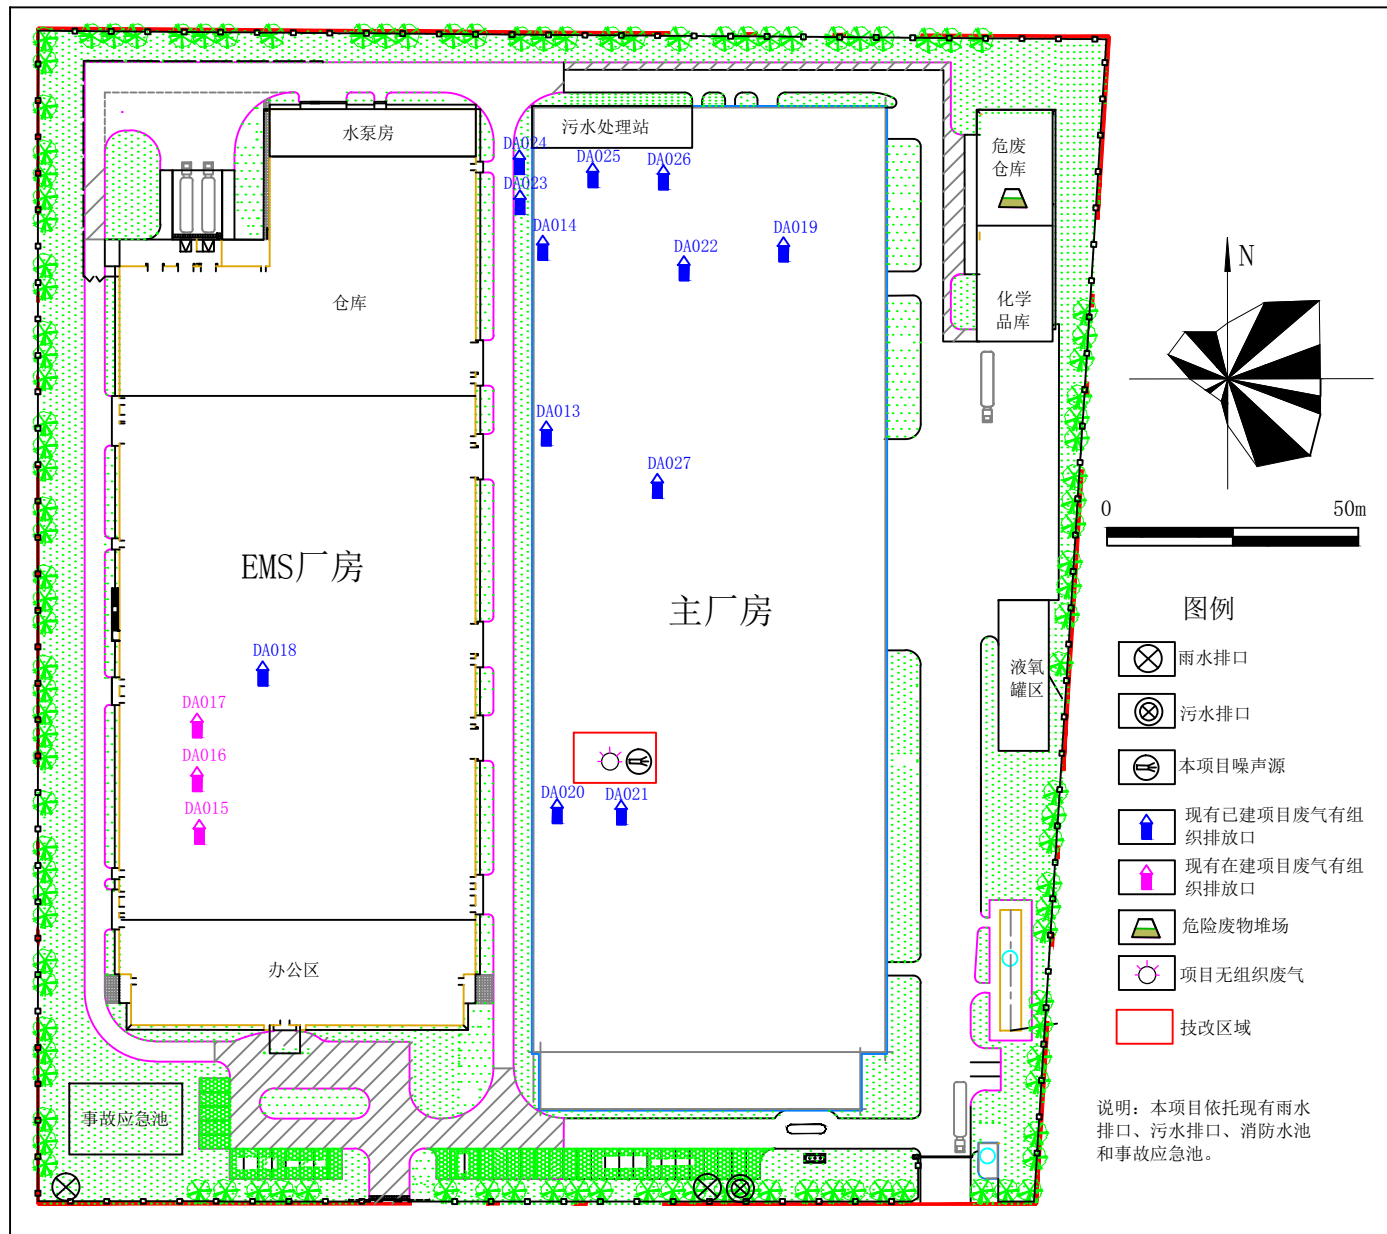 水泵房
污水处理站
DA024
DA025
DA026
危废
仓库
DA023
DA014
DA022
DA019
N
仓库
化学
品库
DA013
DA027
0
50m
EMS厂房
主厂房
图例
DA018
液氧
罐区
雨水排口
DA017
污水排口
DA016
本项目噪声源
DA015
DA020
DA021
现有已建项目废气有组
织排放口
现有在建项目废气有组
织排放口
危险废物堆场
办公区
项目无组织废气
技改区域
事故应急池
说明：本项目依托现有雨水
排口、污水排口、消防水池
和事故应急池。